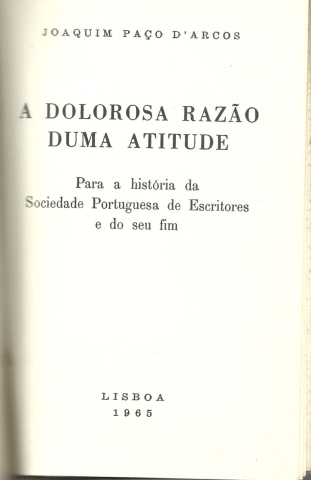 JOAQUIM PAÇO D'ARCOS
A DOLOROSA RAZÃO
DUMA ATITUDE
Para a história da
Sociedade Portuguesa de Escritores
e do seu fim
LISBOA
1965